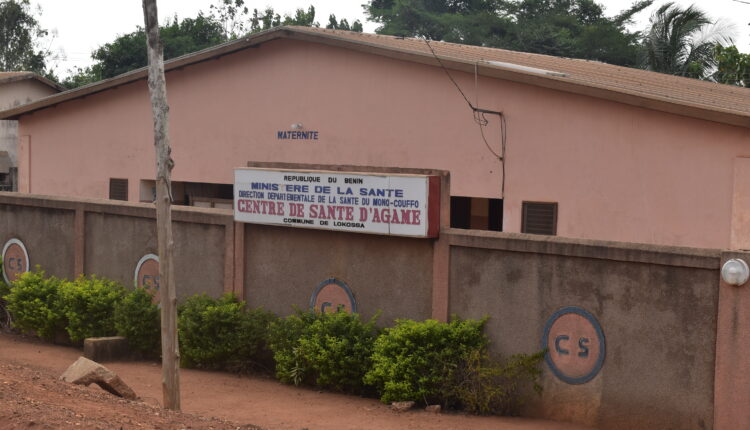 MATERNITE
REPUBLIQUE DU BENIN
MINISTERE DE LA SANTE
DIRECTION DEPARTEMENTALE DE LA SANTE DU MONO-COUFFO
CENTRE DE SANTE D'AGAME
COMMUNE DE LOKOSSA
CS
CS
CS
CS